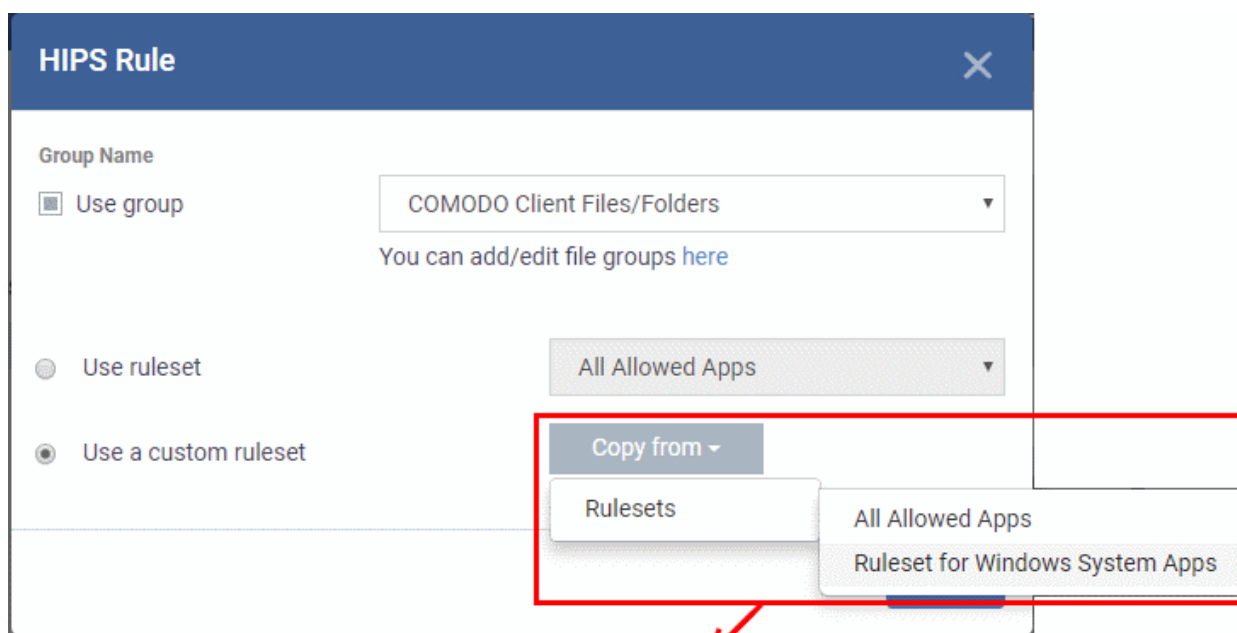 HIPS Rule
Group Name
Use group
COMODO Client Files/Folders
You can add/edit file groups here
Use ruleset
All Allowed Apps
Use a custom ruleset
Copy from
Rulesets
All Allowed Apps
Ruleset for Windows System Apps